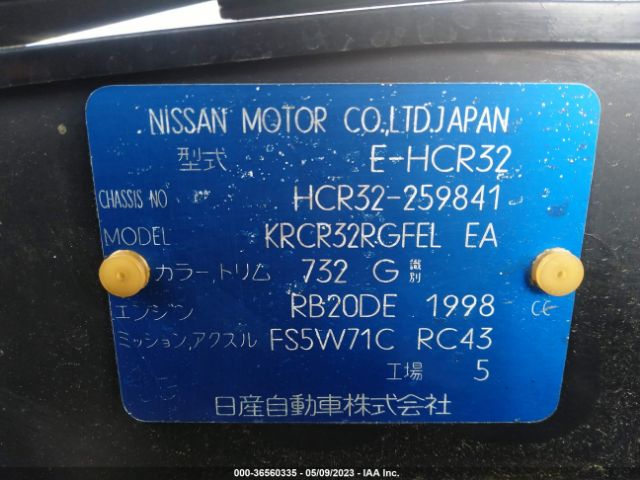 NISSAN MOTOR CO.,LTD.JAPAN
型式 E-HCR32
CHASSIS NO HCR32-259841
MODEL KRCR32RGFEL EA
カラー,トリム 732 G 識別
エンジン RB20DE 1998 CC
ミッション,アクスル FS5W71C RC43
工場 5
日産自動車株式会社
000-36560335 - 05/09/2023 - IAA Inc.